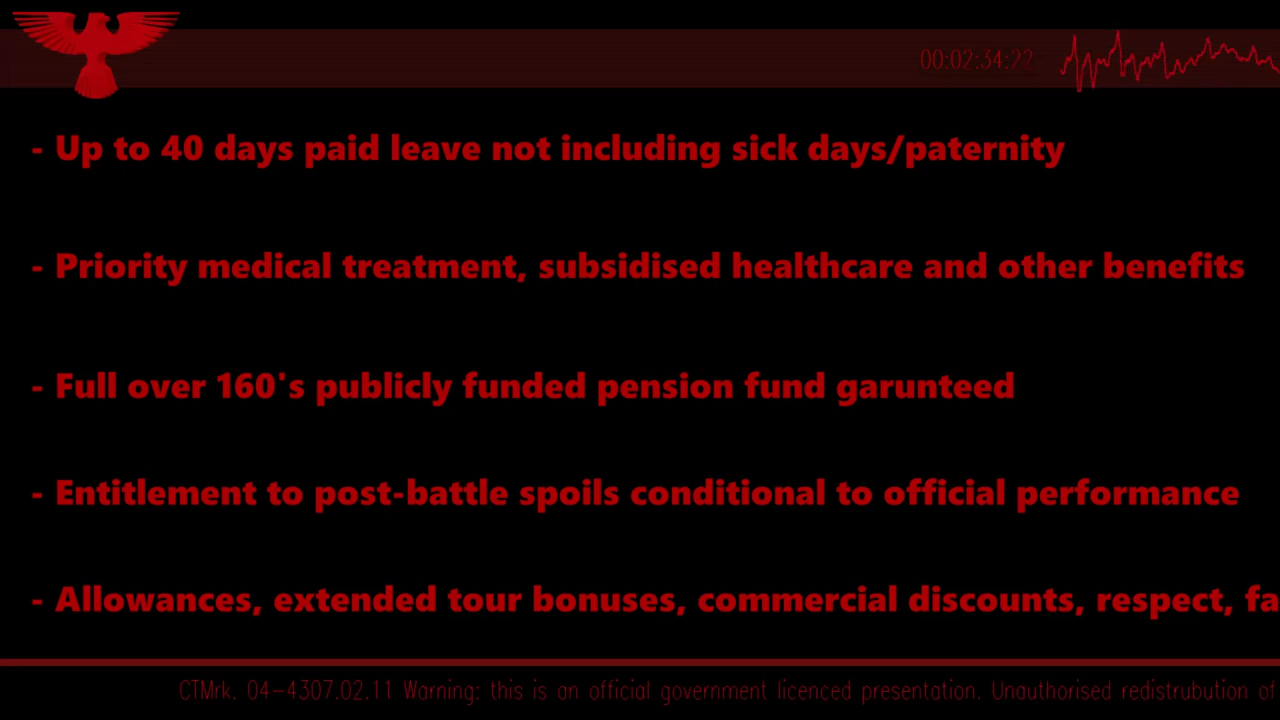 00:02:34:22
- Up to 40 days paid leave not including sick days/paternity
- Priority medical treatment, subsidised healthcare and other benefits
- Full over 160's publicly funded pension fund garunteed
- Entitlement to post-battle spoils conditional to official performance
- Allowances, extended tour bonuses, commercial discounts, respect, fa
CTMrk. 04-4307.02.11 Warning: this is an official government licenced presentation. Unauthorised redistrubution of